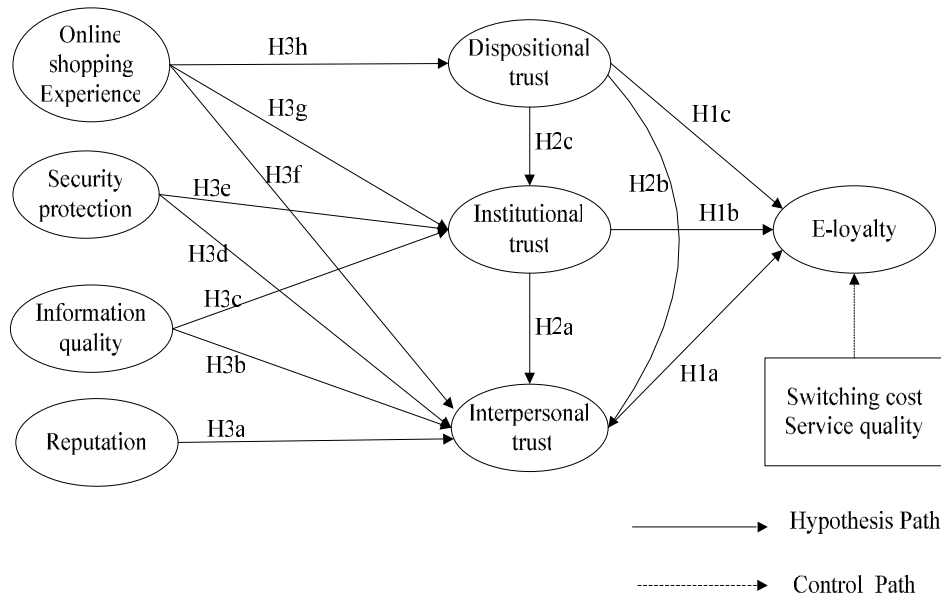 Online
shopping
Experience
Security
protection
Information
quality
Reputation
H3h
H3g
H3f
H3e
H3d
H3c
H3b
H3a
Dispositional
trust
H2c
Institutional
trust
H2a
Interpersonal
trust
H2b
H1c
H1b
H1a
E-loyalty
Switching cost
Service quality
Hypothesis Path
Control Path